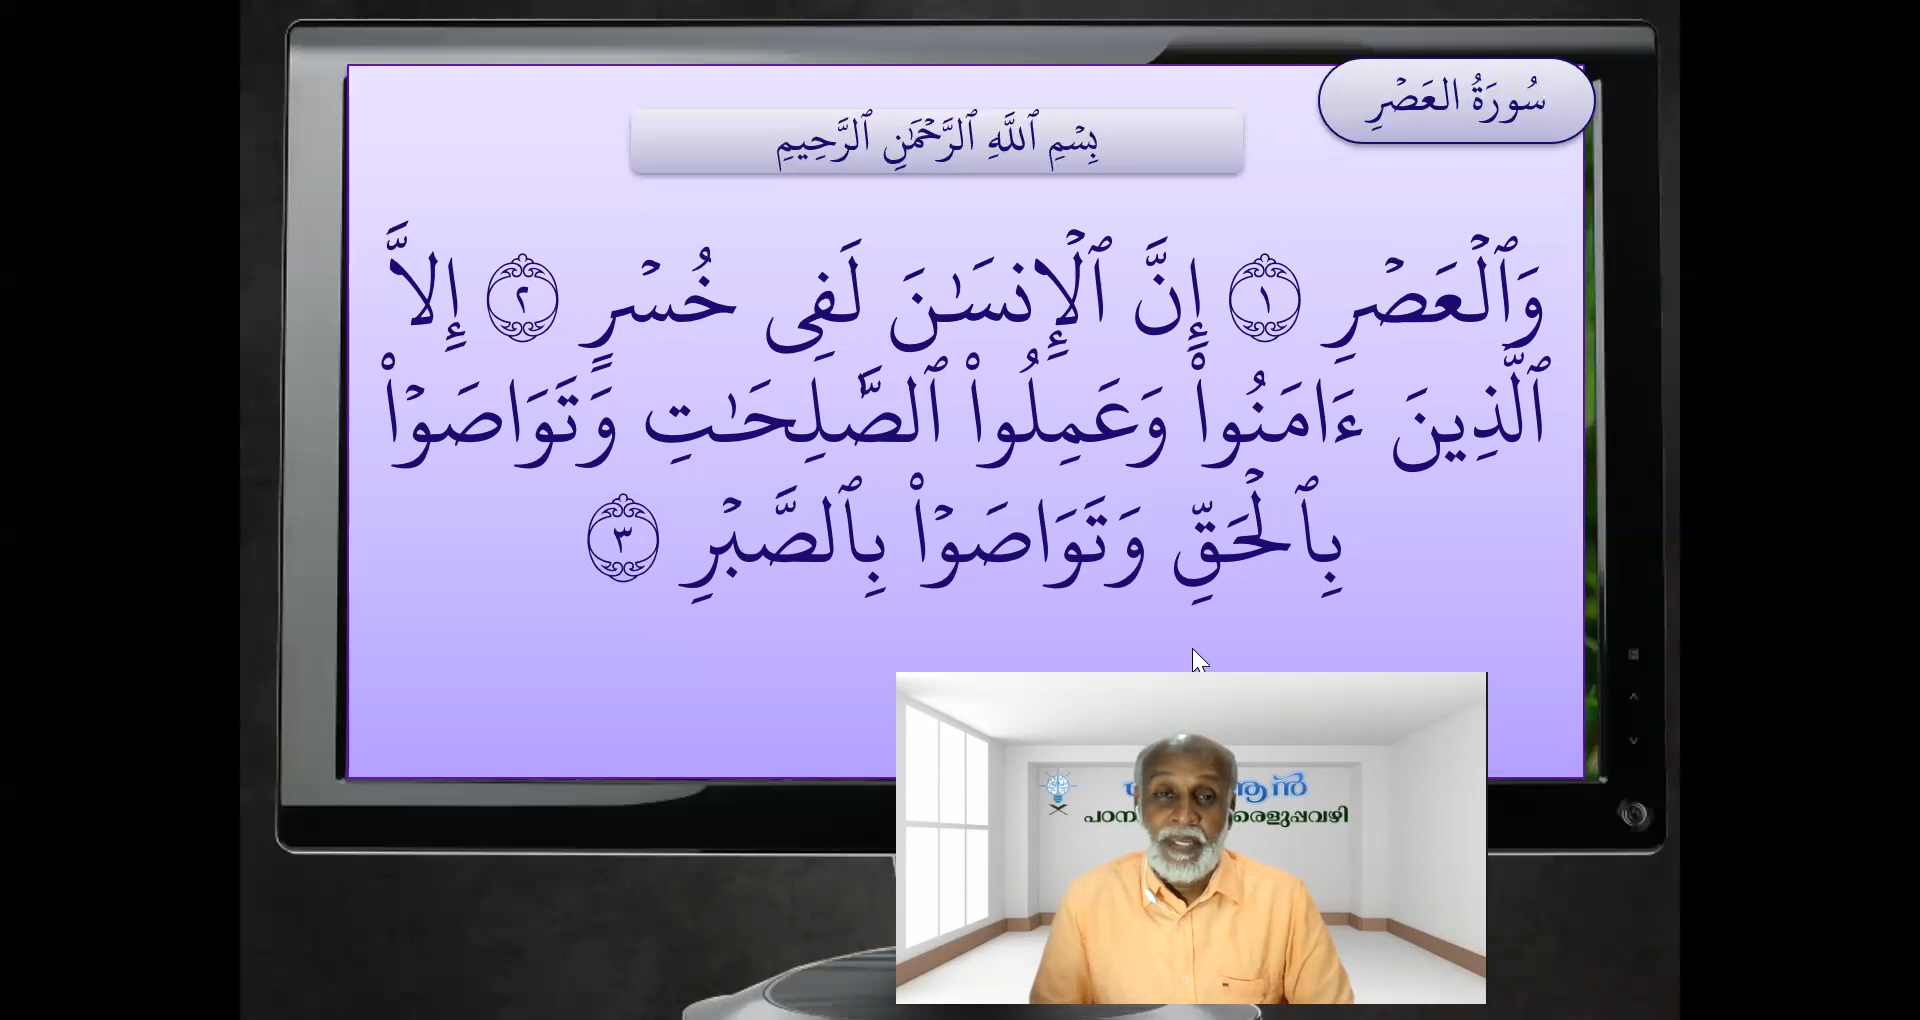 سُورَةُ العَصْرِ
بِسْمِ ٱللَّهِ ٱلرَّحْمَٰنِ ٱلرَّحِيمِ
وَٱلْعَصْرِ ١ إِنَّ ٱلْإِنسَٰنَ لَفِى خُسْرٍ ٢ إِلاَّ
ٱلَّذِينَ ءَامَنُوا۟ وَعَمِلُوا۟ ٱلصَّٰلِحَٰتِ وَتَوَاصَوْا۟
بِٱلْحَقِّ وَتَوَاصَوْا۟ بِٱلصَّبْرِ ٣